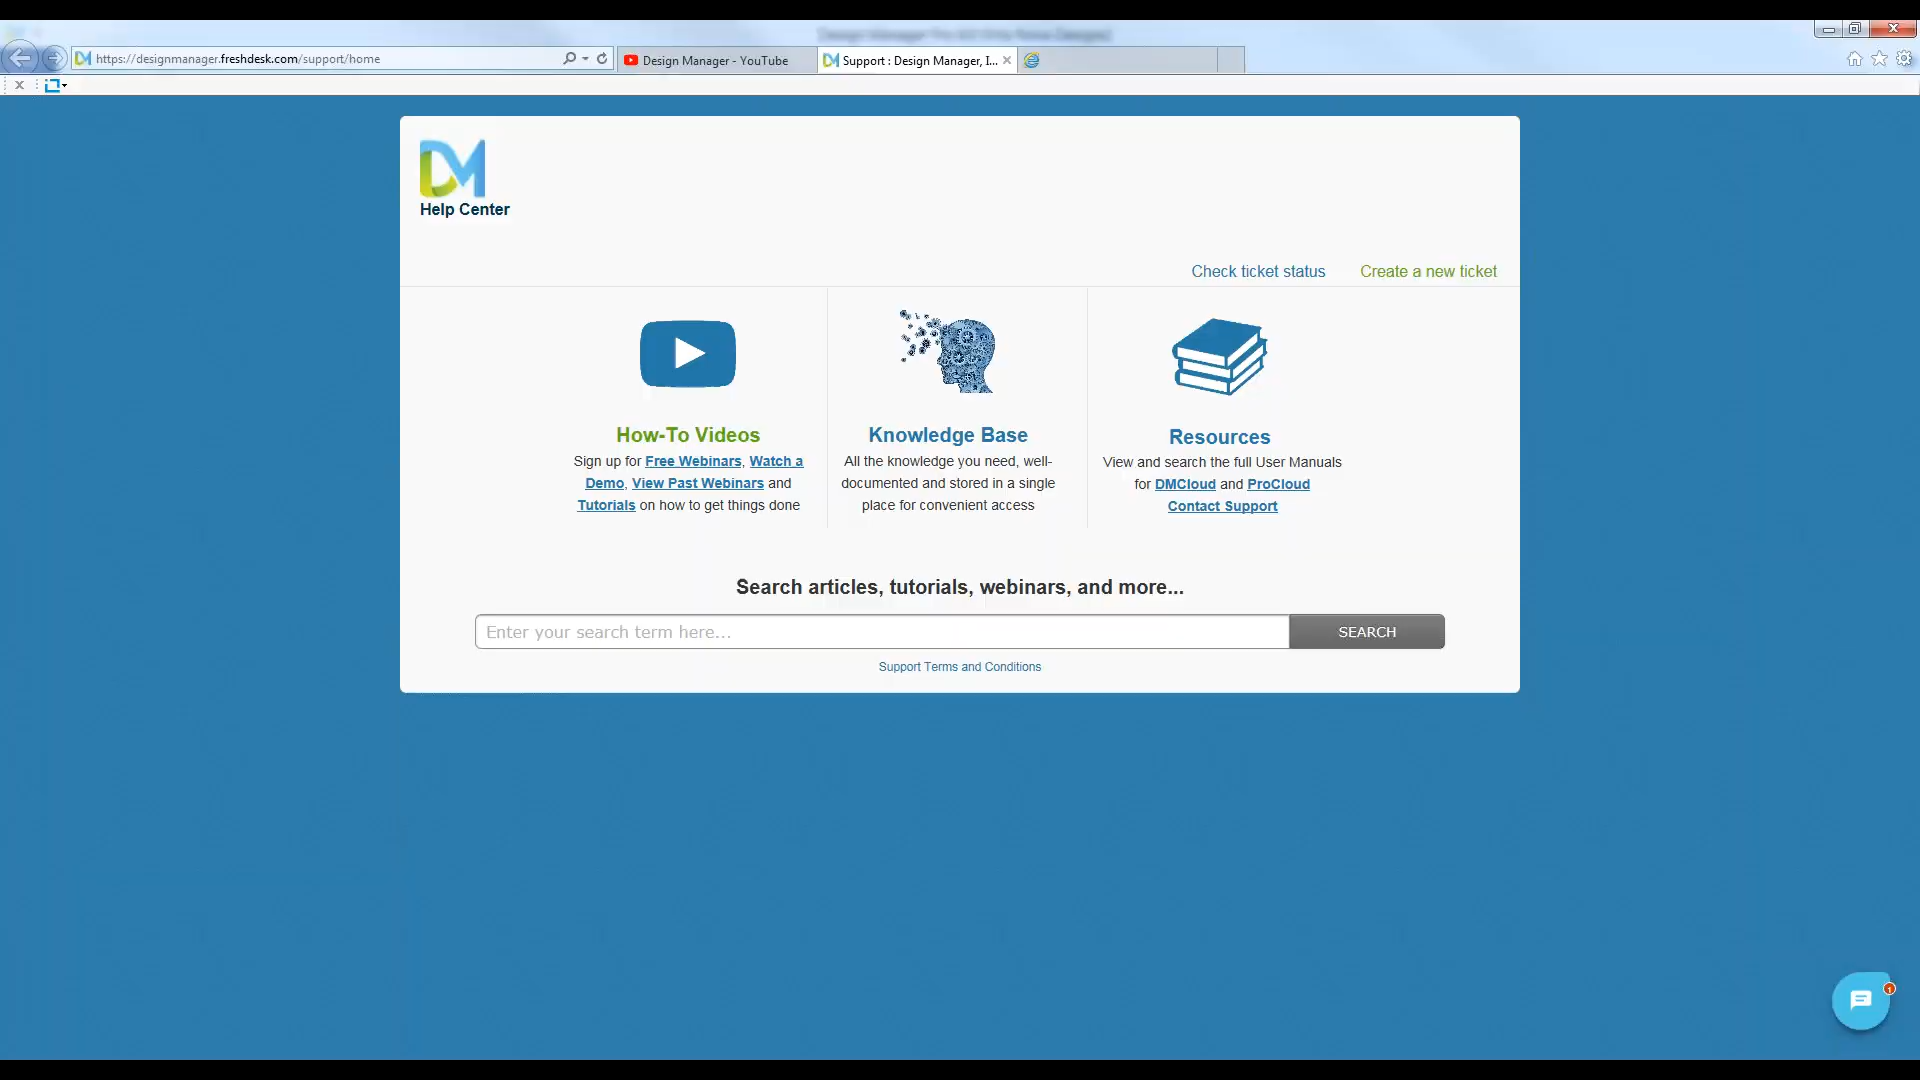 https://designmanager.freshdesk.com/support/home
Design Manager - YouTube
Support : Design Manager, I...
DM
Help Center
Check ticket status
Create a new ticket
How-To Videos
Sign up for Free Webinars, Watch a
Demo, View Past Webinars and
Tutorials on how to get things done
Knowledge Base
All the knowledge you need, well-
documented and stored in a single
place for convenient access
Resources
View and search the full User Manuals
for DMCloud and ProCloud
Contact Support
Search articles, tutorials, webinars, and more...
Enter your search term here...
SEARCH
Support Terms and Conditions
1